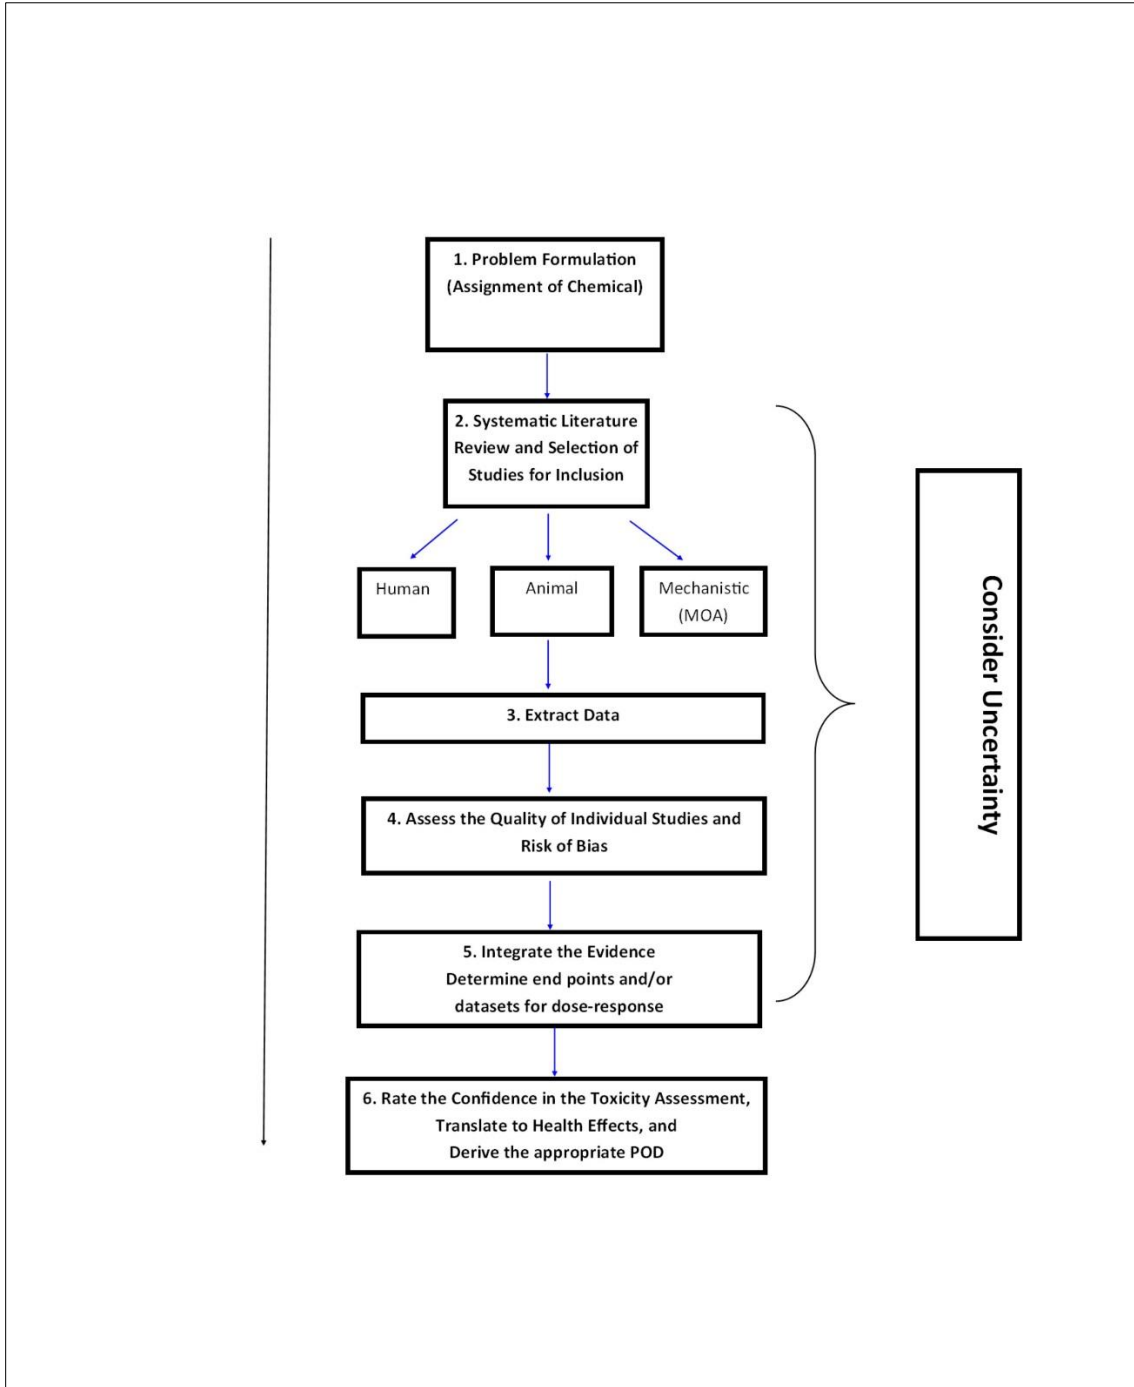 1. Problem Formulation
(Assignment of Chemical)
2. Systematic Literature
Review and Selection of
Studies for Inclusion
Human
Animal
Mechanistic
(MOA)
3. Extract Data
4. Assess the Quality of Individual Studies and
Risk of Bias
5. Integrate the Evidence
Determine end points and/or
datasets for dose-response
6. Rate the Confidence in the Toxicity Assessment,
Translate to Health Effects, and
Derive the appropriate POD
Consider Uncertainty